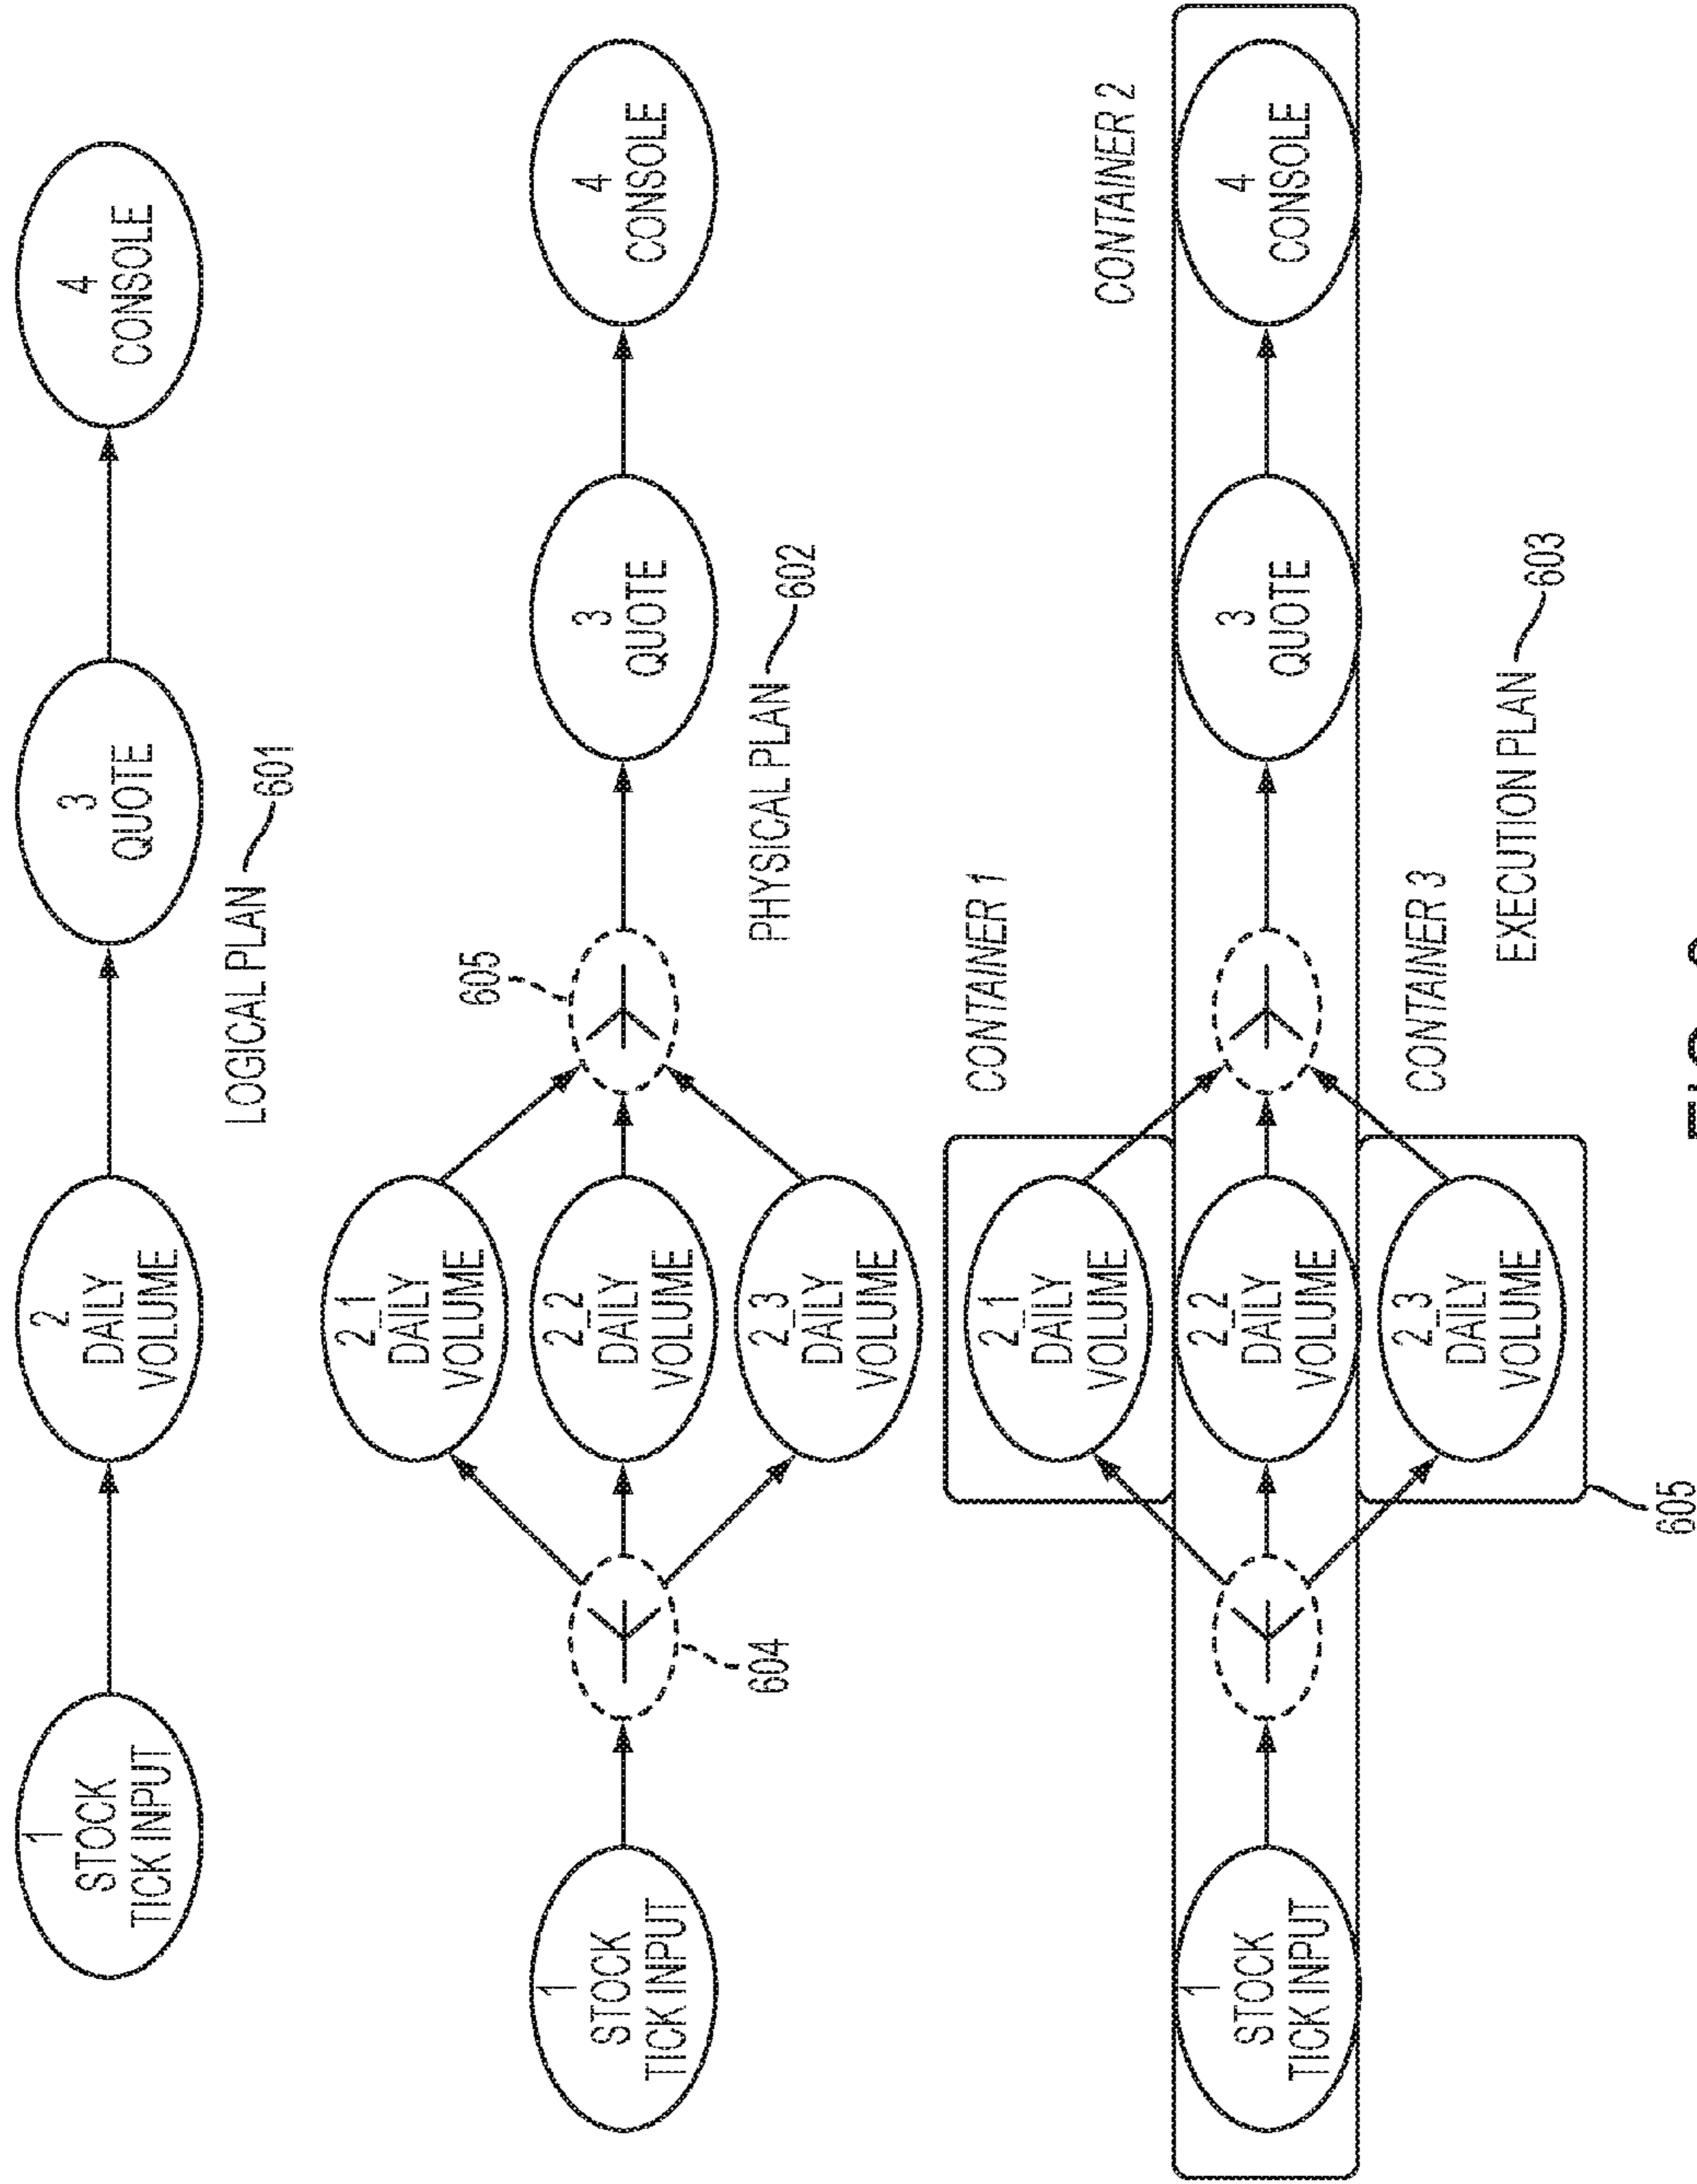 1
STOCK
TICK INPUT
2
DAILY
VOLUME
3
QUOTE
4
CONSOLE
LOGICAL PLAN 601
1
STOCK
TICK INPUT
604
2_1
DAILY
VOLUME
2_2
DAILY
VOLUME
2_3
DAILY
VOLUME
605
3
QUOTE
4
CONSOLE
PHYSICAL PLAN 602
CONTAINER 1
CONTAINER 2
1
STOCK
TICK INPUT
2_1
DAILY
VOLUME
2_2
DAILY
VOLUME
2_3
DAILY
VOLUME
3
QUOTE
4
CONSOLE
CONTAINER 3
EXECUTION PLAN 603
605